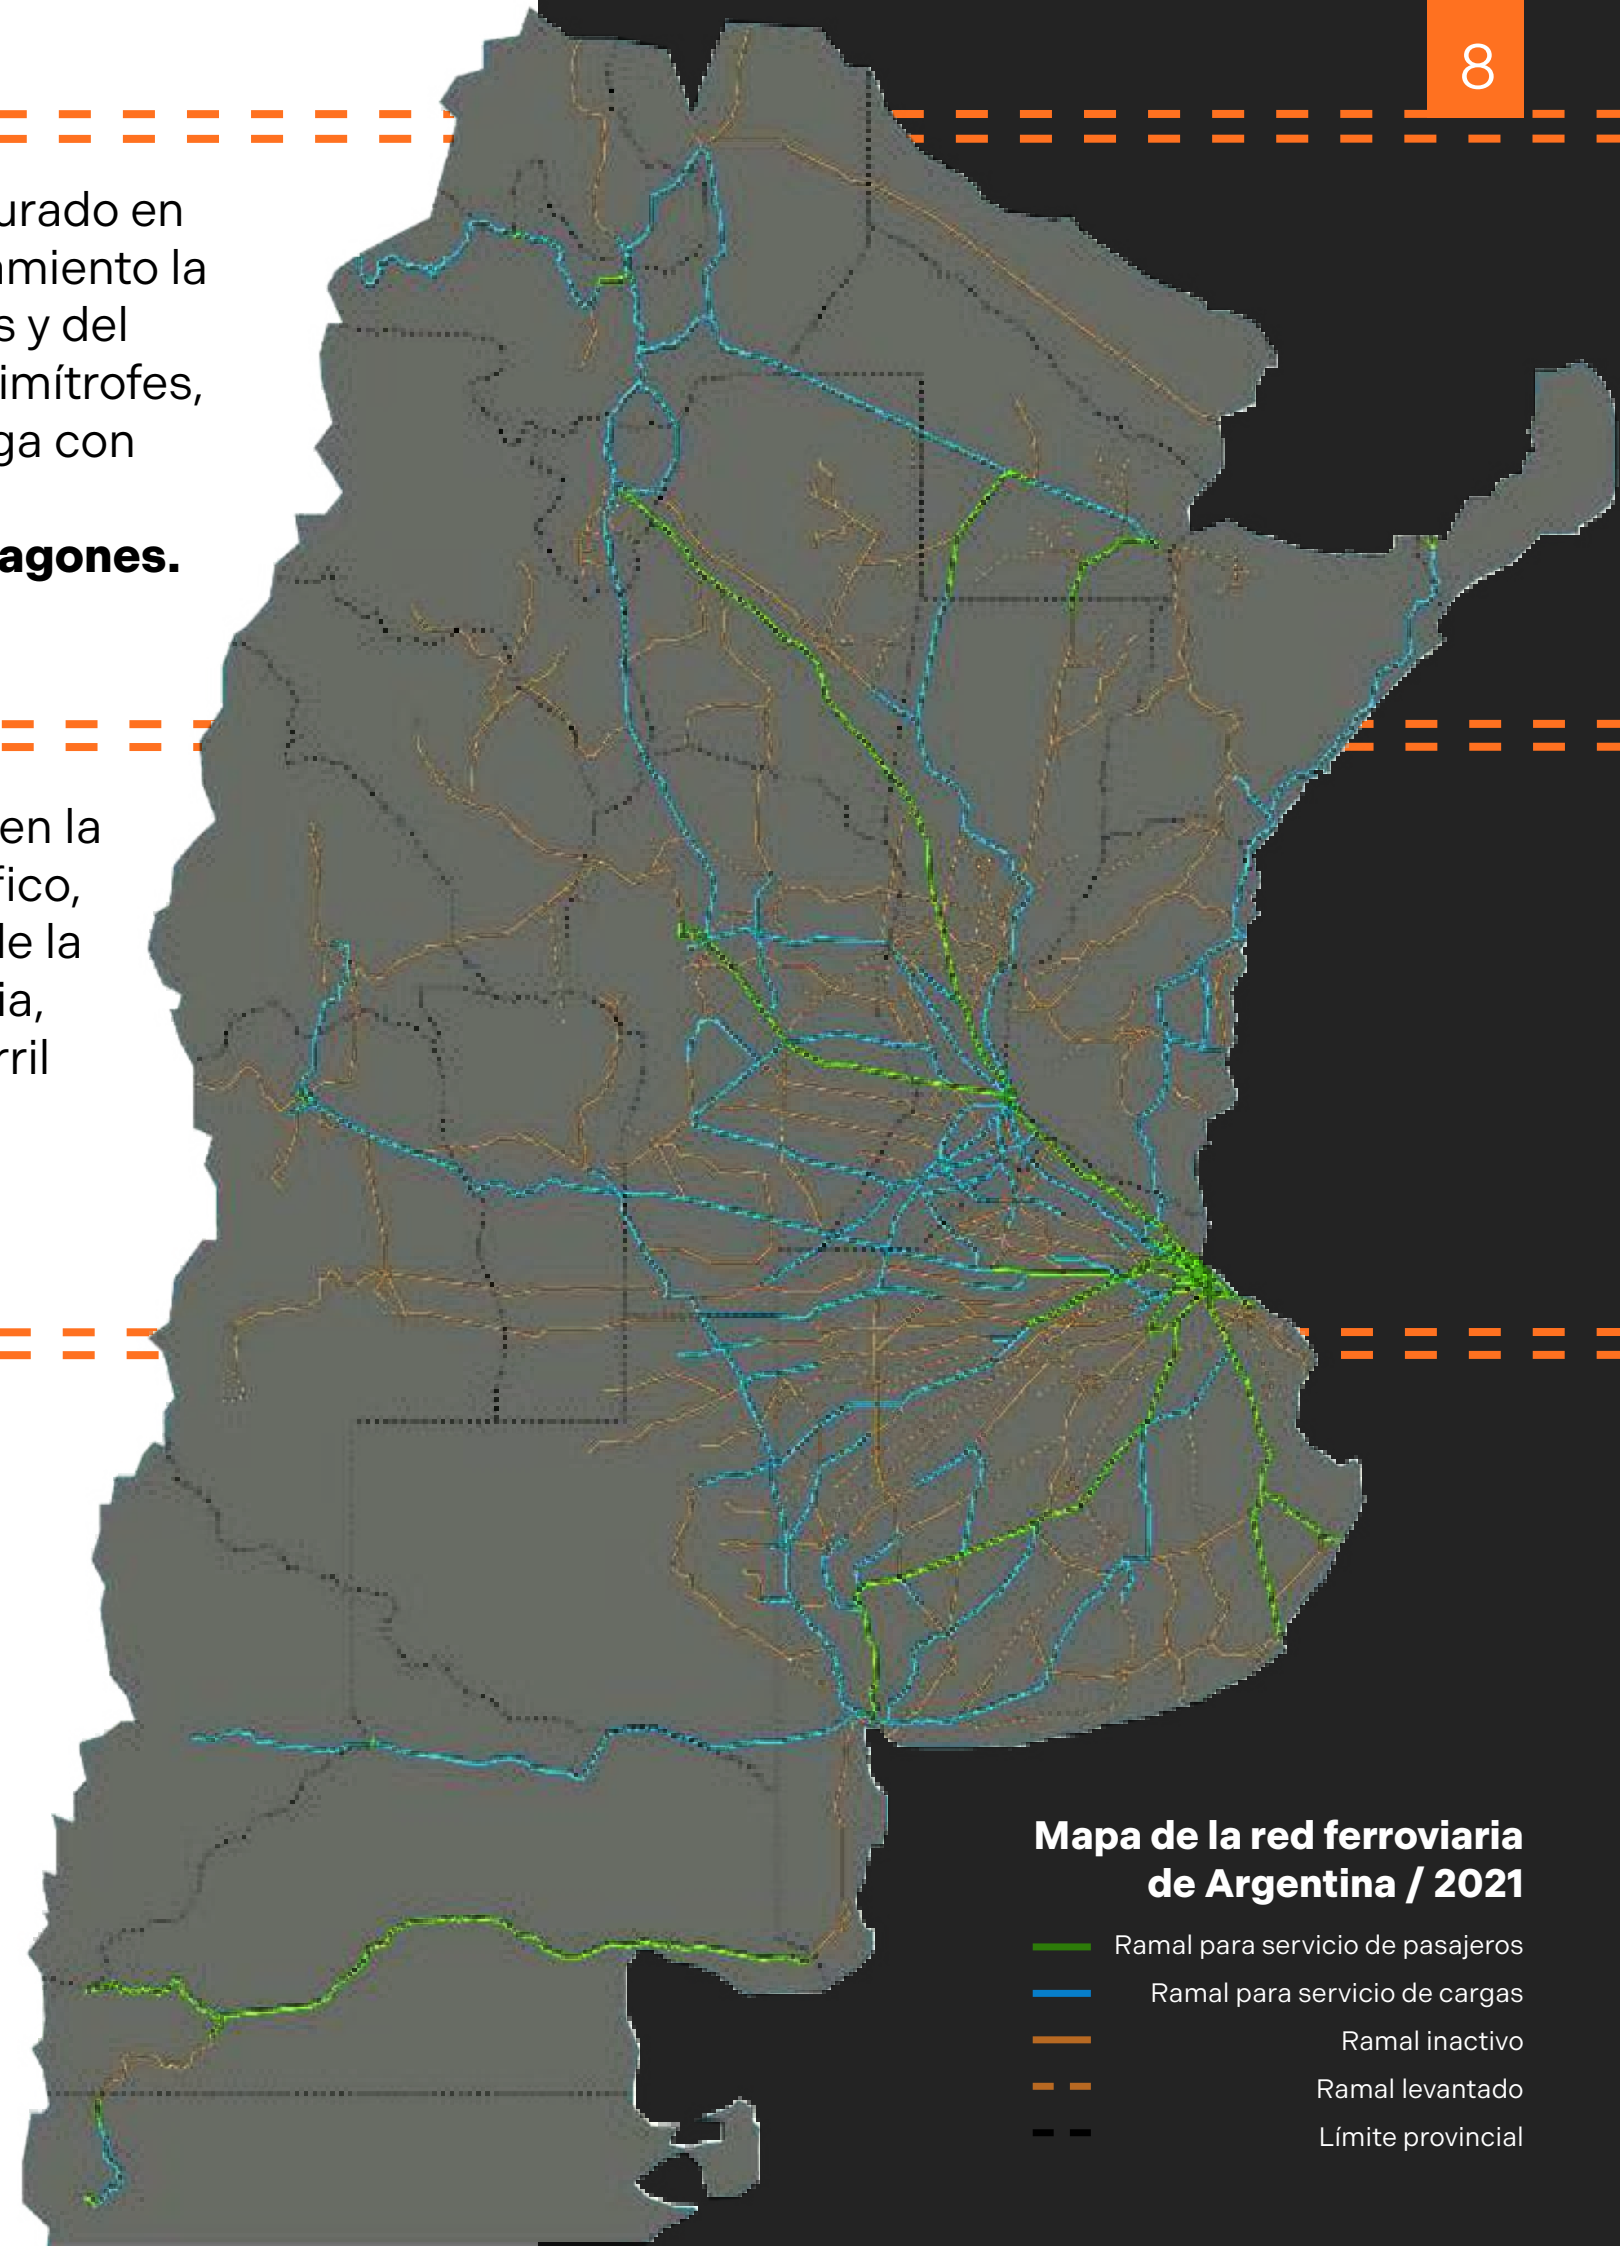 8
urado en
amiento la
s y del
imítrofes,
ga con
agones.
en la
fico,
le la
ia,
rril
Mapa de la red ferroviaria
de Argentina / 2021
Ramal para servicio de pasajeros
Ramal para servicio de cargas
Ramal inactivo
Ramal levantado
Límite provincial